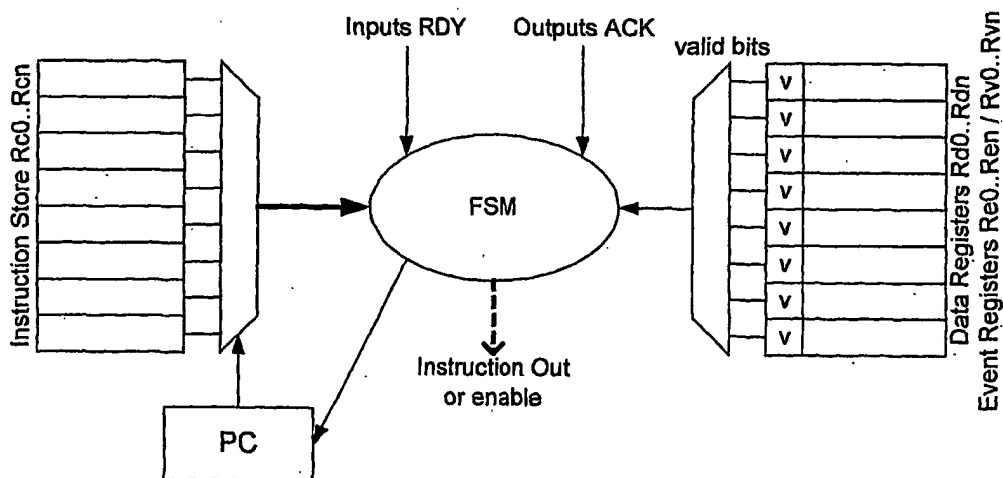 Inputs RDY
Outputs ACK
valid bits
Instruction Store Rc0..Rcn
FSM
v
v
v
v
v
v
v
v
Data Registers Rd0..Rdn
Event Registers Re0..Ren / Rv0..Rvn
Instruction Out
or enable
PC